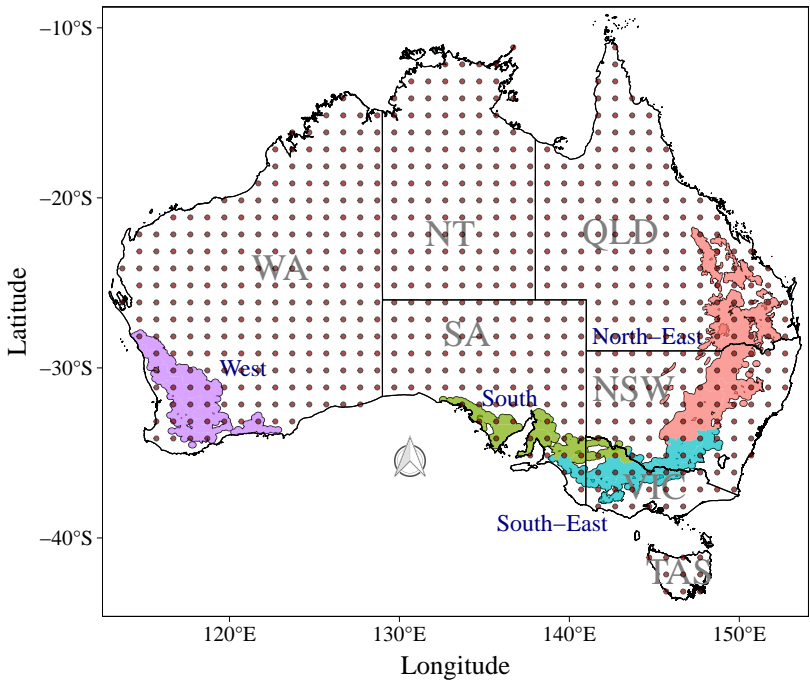 −10°S
−20°S
−30°S
−40°S
Latitude
NT
QLD
WA
SA
North−East
West
NSW
South
VIC
South−East
TAS
120°E
130°E
140°E
150°E
Longitude